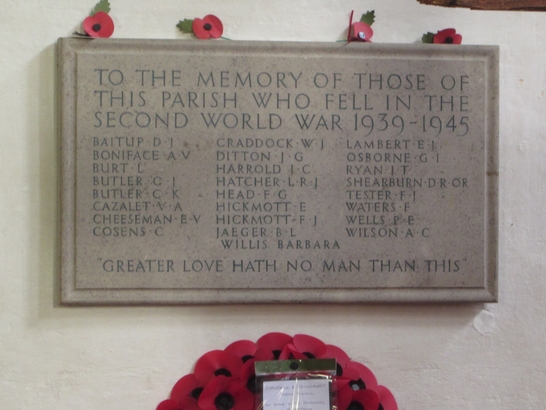 TO THE MEMORY OF THOSE OF
THIS PARISH WHO FELL IN THE
SECOND WORLD WAR 1939-1945
BAITUP·D·J CRADDOCK·W·J LAMBERT·E·J
BONIFACE·A·V DITTON·J·G OSBORNE·G·I
BURT·L HARROLD·J·C RYAN·J·T
BUTLER·C·J HATCHER·L·R·J SHEARBURN·D·R·OR
BUTLER·C·K HEAD·F·G TESTER·F·J
CAZALET·V·A HICKMOTT·E WATERS·F
CHEESEMAN·E·V HICKMOTT·F·J WELLS·P·E
COSENS·C JAEGER·B·L WILSON·A·C
WILLIS BARBARA
"GREATER LOVE HATH NO MAN THAN THIS"